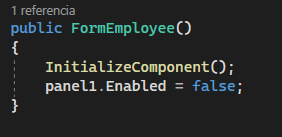 1 referencia
public FormEmployee()
{
InitializeComponent();
panel1.Enabled = false;
}